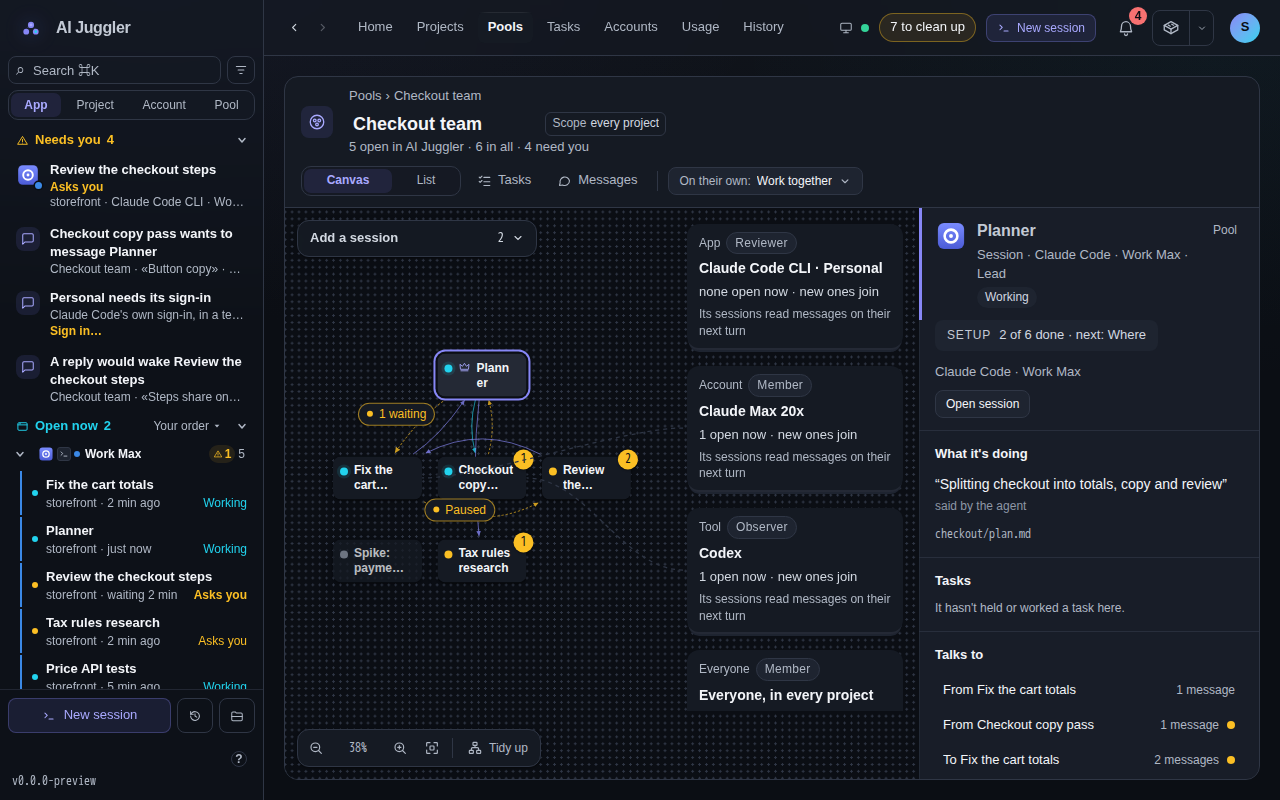 AI Juggler
Search ⌘K
App Project Account Pool
Needs you 4
Review the checkout steps
Asks you
storefront · Claude Code CLI · Wo…
Checkout copy pass wants to message Planner
Checkout team · «Button copy» · …
Personal needs its sign-in
Claude Code's own sign-in, in a te…
Sign in…
A reply would wake Review the checkout steps
Checkout team · «Steps share on…
Open now 2 Your order
Work Max 1 5
Fix the cart totals
storefront · 2 min ago Working
Planner
storefront · just now Working
Review the checkout steps
storefront · waiting 2 min Asks you
Tax rules research
storefront · 2 min ago Asks you
Price API tests
storefront · 5 min ago Working
New session
?
v0.0.0-preview
Home Projects Pools Tasks Accounts Usage History
7 to clean up
New session
4
S
Pools › Checkout team
Checkout team
Scope every project
5 open in AI Juggler · 6 in all · 4 need you
Canvas List Tasks Messages
On their own: Work together
Add a session 2
Plann
er
1 waiting
Fix the
cart…
Checkout
copy…
1
Review
the…
2
Paused
Spike:
payme…
Tax rules
research
1
38%
Tidy up
App Reviewer
Claude Code CLI · Personal
none open now · new ones join
Its sessions read messages on their
next turn
Account Member
Claude Max 20x
1 open now · new ones join
Its sessions read messages on their
next turn
Tool Observer
Codex
1 open now · new ones join
Its sessions read messages on their
next turn
Everyone Member
Everyone, in every project
Planner Pool
Session · Claude Code · Work Max ·
Lead
Working
SETUP 2 of 6 done · next: Where
Claude Code · Work Max
Open session
What it's doing
“Splitting checkout into totals, copy and review”
said by the agent
checkout/plan.md
Tasks
It hasn't held or worked a task here.
Talks to
From Fix the cart totals 1 message
From Checkout copy pass 1 message
To Fix the cart totals 2 messages